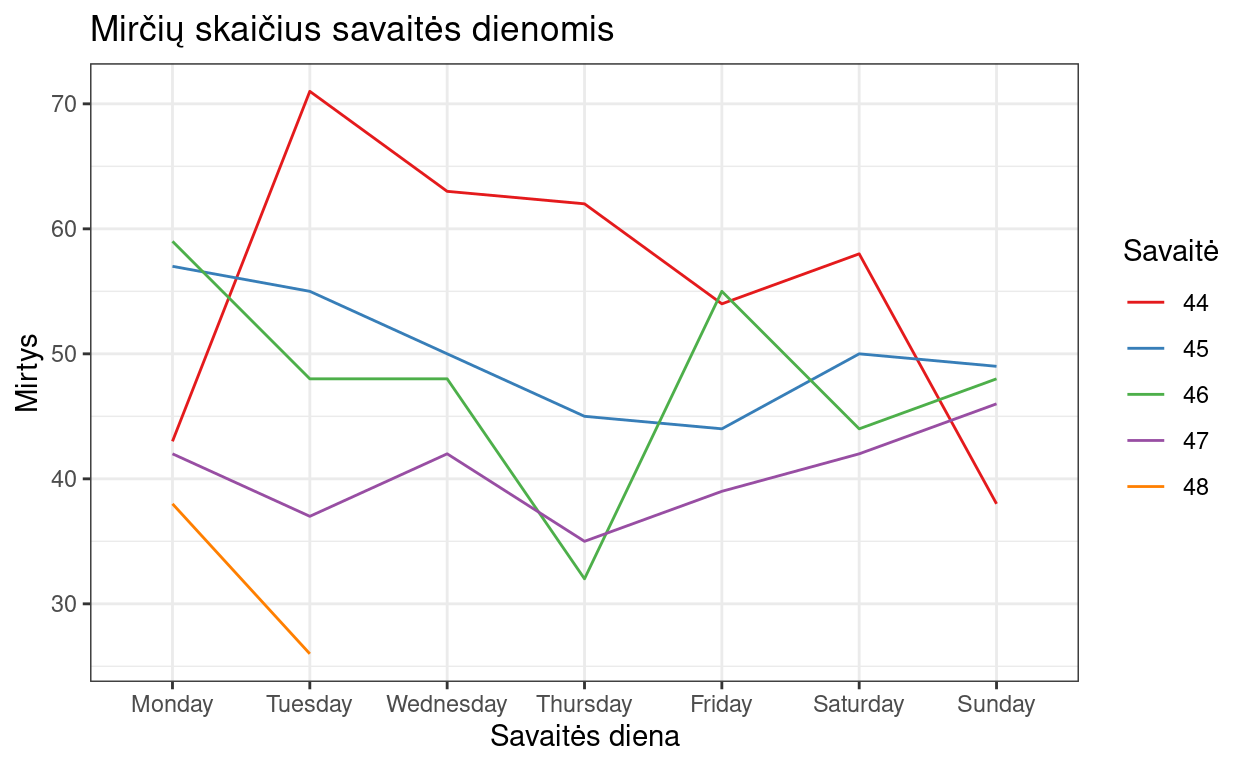 Mirčių skaičius savaitės dienomis
Mirtys
70
60
50
40
30
Monday Tuesday Wednesday Thursday Friday Saturday Sunday
Savaitės diena
Savaitė
44
45
46
47
48